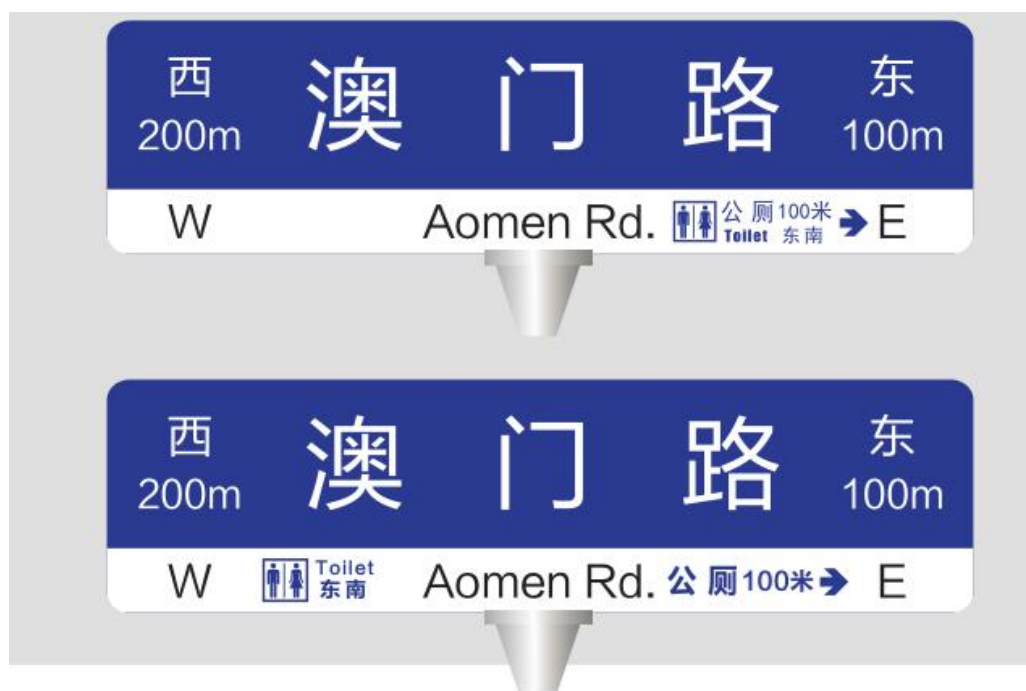 西 澳门路 东
200m 100m
W Aomen Rd. 公厕 100米 E
Toilet 东南
西 澳门路 东
200m 100m
W Toilet Aomen Rd. 公厕100米 E
东南